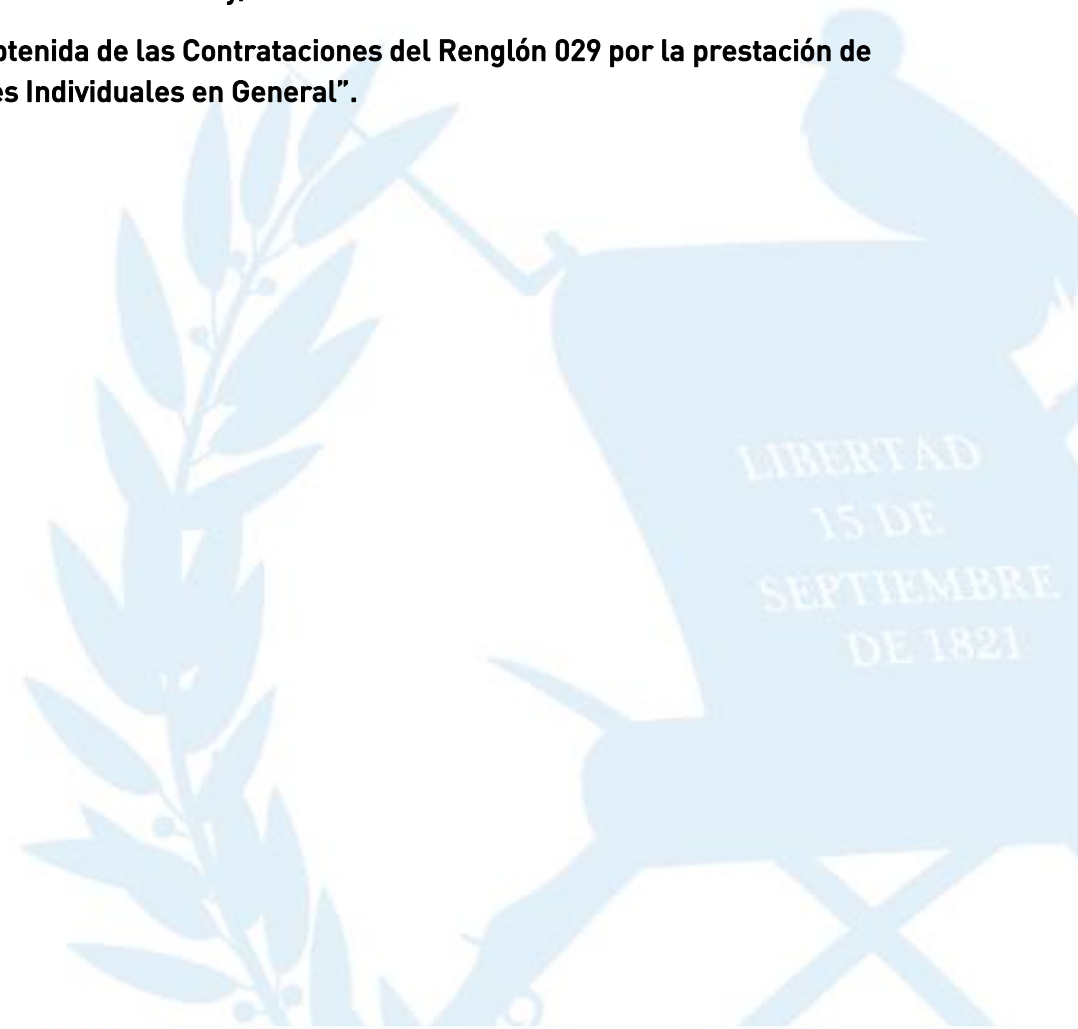 btenida de las Contrataciones del Renglón 029 por la prestación de
es Individuales en General”.
LIBERTAD
15 DE
SEPTIEMBRE
DE 1821